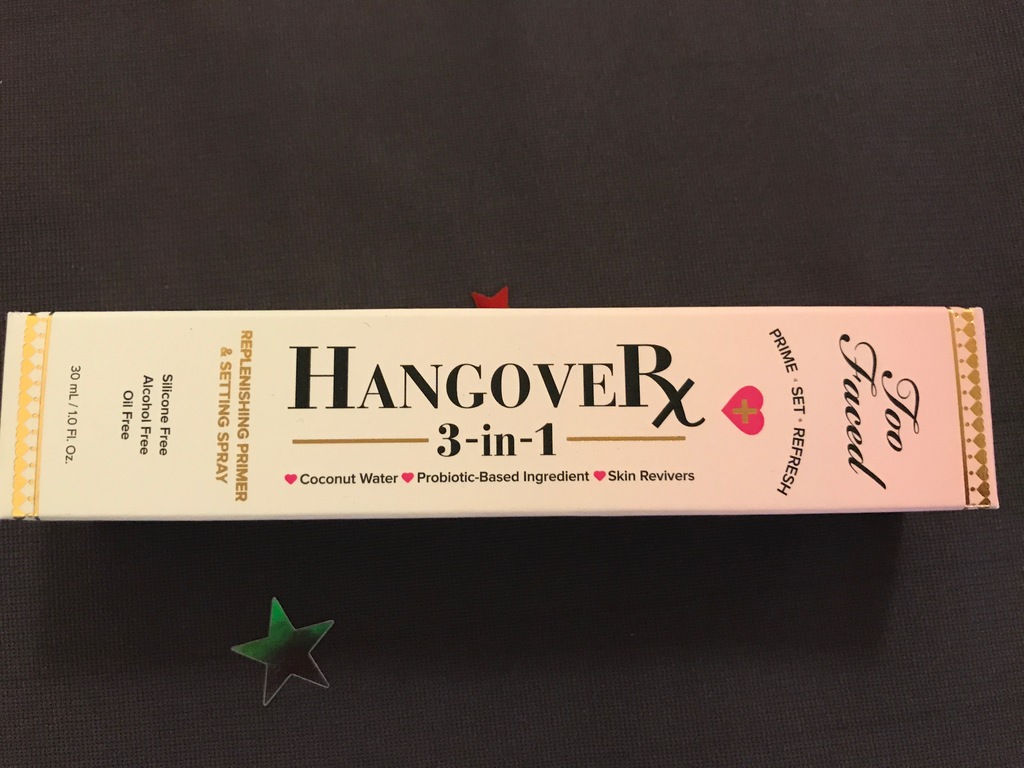 Too
Faced
PRIME • SET • REFRESH
HANGOVERX
3-in-1
Coconut Water
Probiotic-Based Ingredient
Skin Revivers
REPLENISHING PRIMER
& SETTING SPRAY
Silicone Free
Alcohol Free
Oil Free
30 mL / 1.0 Fl. Oz.